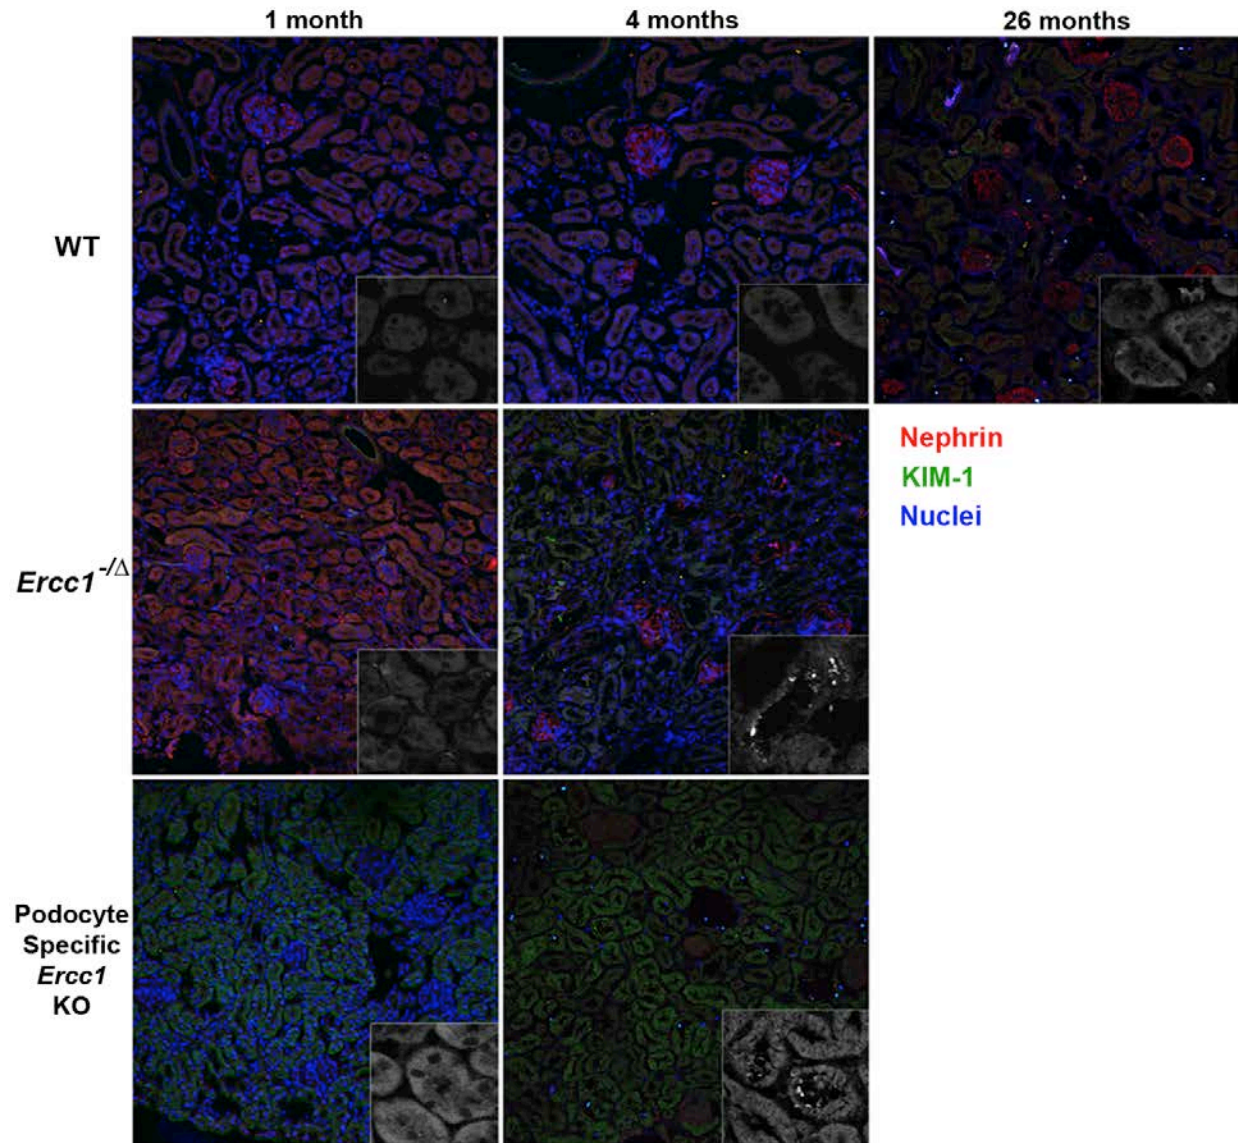 1 month
4 months
26 months
WT
Nephrin
KIM-1
Nuclei
Ercc1-/Δ
Podocyte
Specific
Ercc1
KO